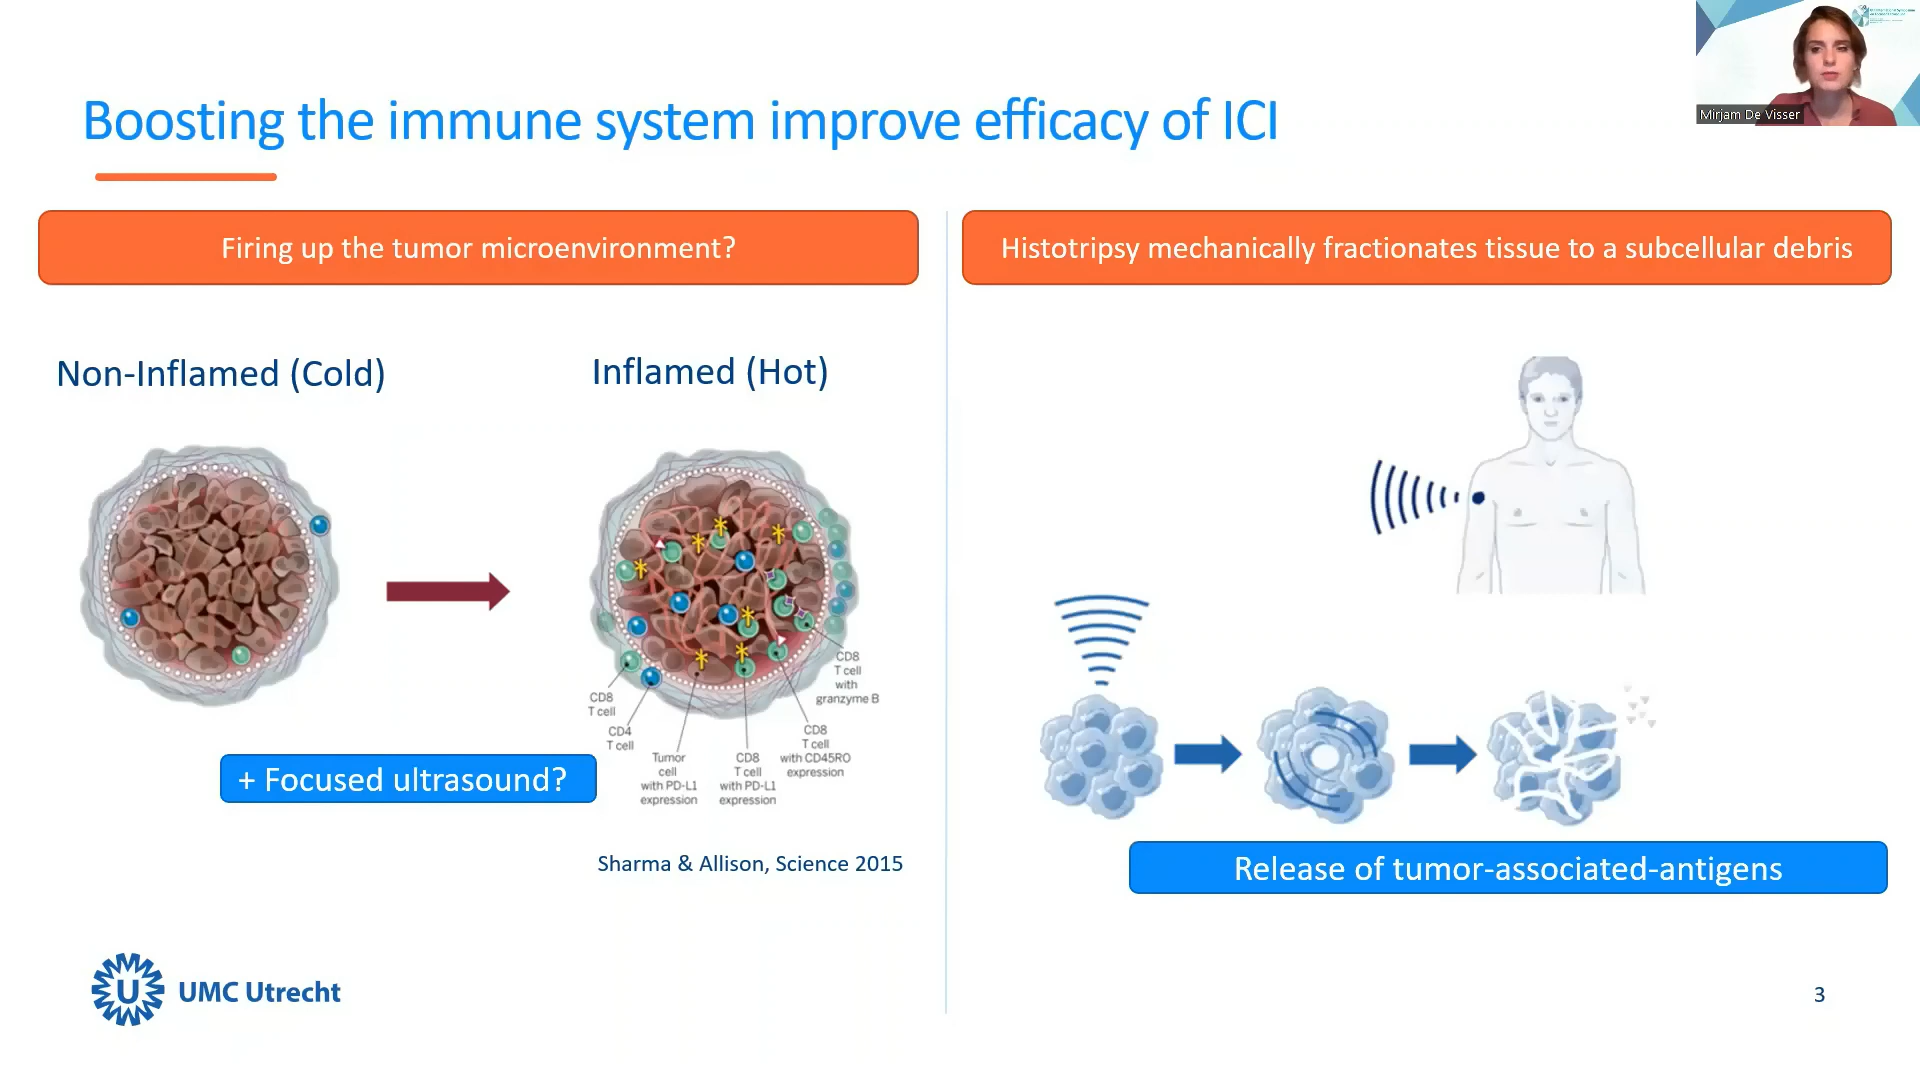 Boosting the immune system improve efficacy of ICI
Mirjam De Visser
Firing up the tumor microenvironment?
Histotripsy mechanically fractionates tissue to a subcellular debris
Non-Inflamed (Cold)
Inflamed (Hot)
CD8
T cell
CD4
T cell
Tumor
cell
with PD-L1
expression
CD8
T cell
with PD-L1
expression
CD8
T cell
with CD45RO
expression
CD8
T cell
with
granzyme B
+ Focused ultrasound?
Sharma & Allison, Science 2015
Release of tumor-associated-antigens
U
UMC Utrecht
3